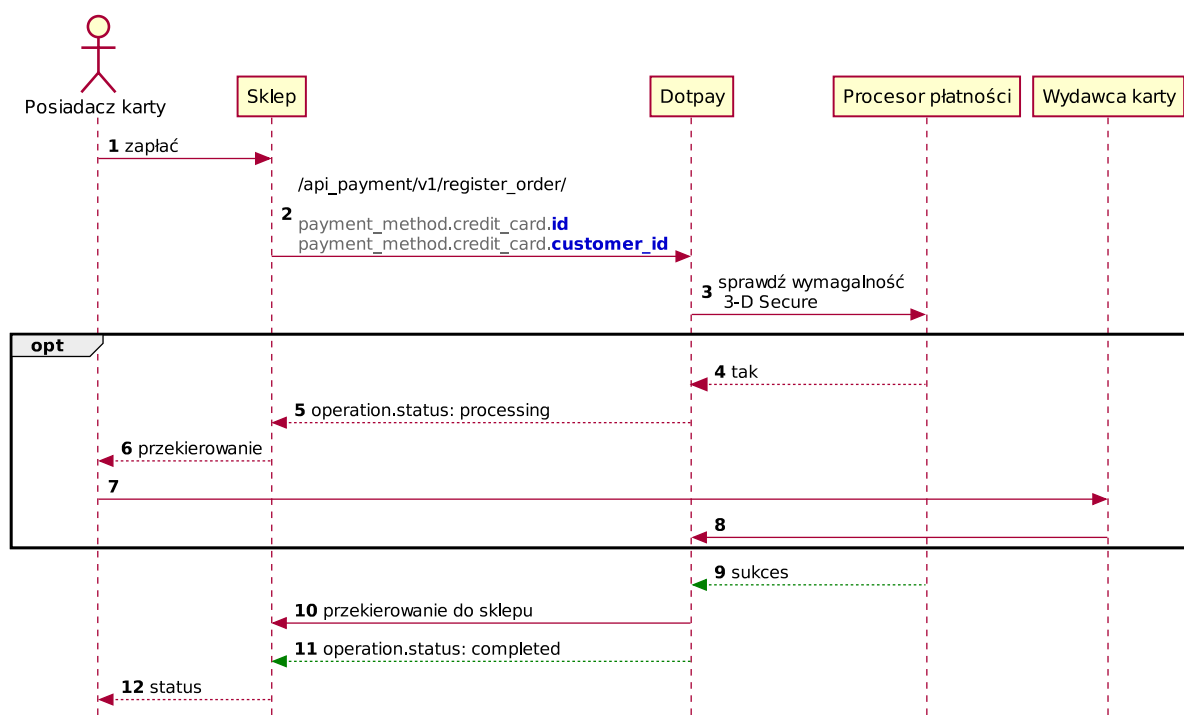 Posiadacz karty
Sklep
Dotpay
Procesor płatności
Wydawca karty
1 zapłać
/api_payment/v1/register_order/
2
payment_method.credit_card.id
payment_method.credit_card.customer_id
3
sprawdź wymagalność
3-D Secure
opt
4 tak
5 operation.status: processing
6 przekierowanie
7
8
9 sukces
10 przekierowanie do sklepu
11 operation.status: completed
12 status